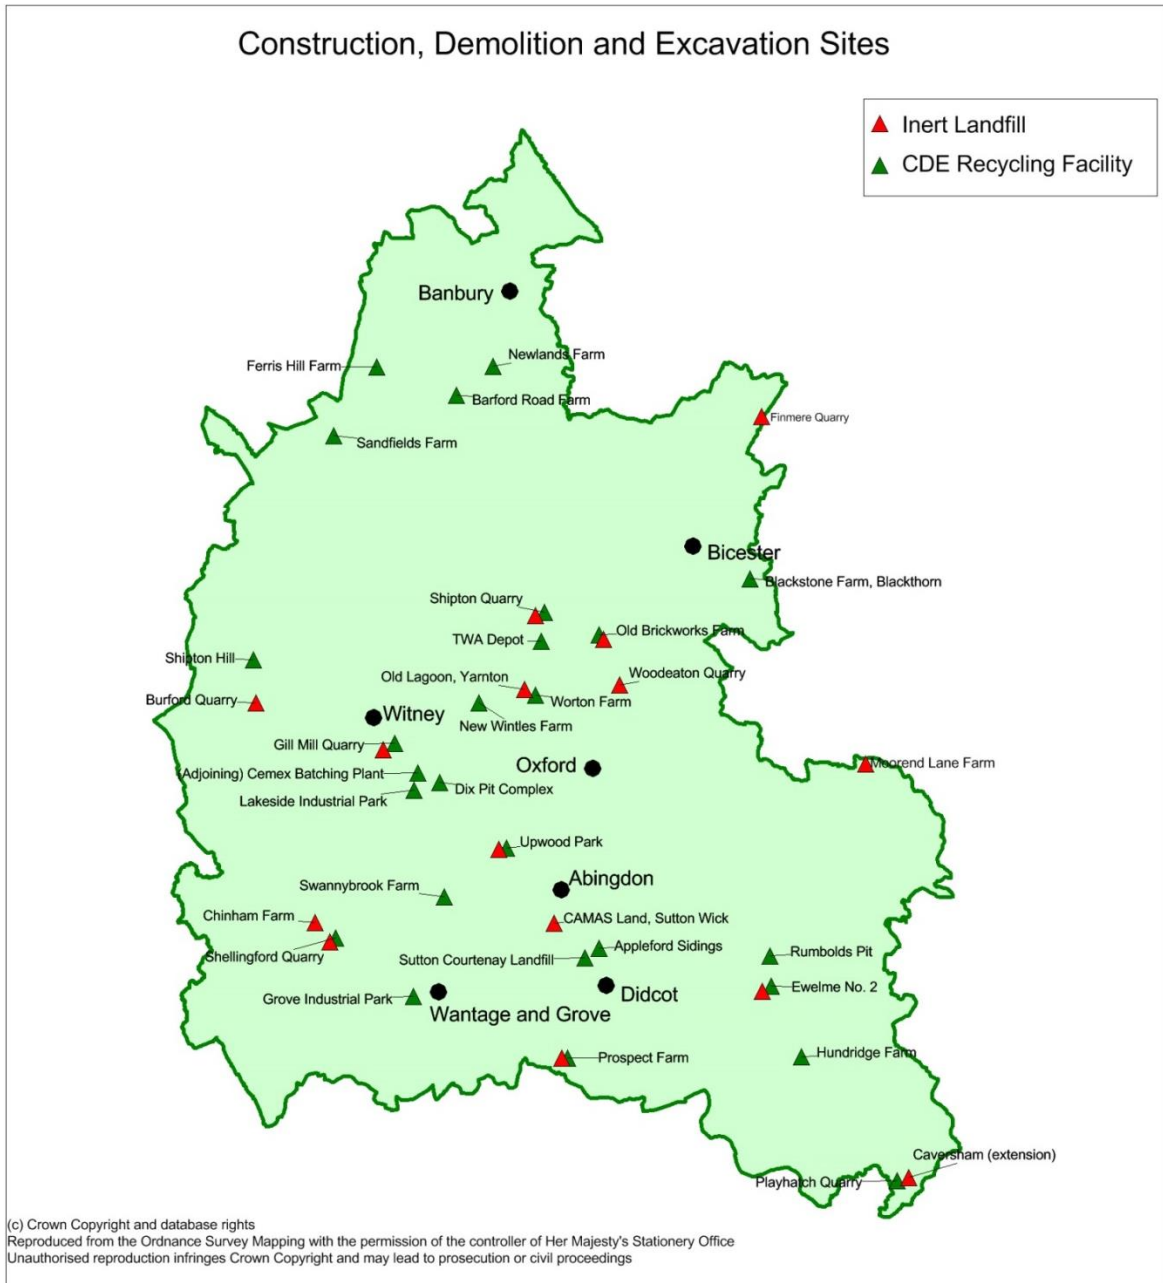 Construction, Demolition and Excavation Sites
Inert Landfill
CDE Recycling Facility
Banbury
Newlands Farm
Ferris Hill Farm
Barford Road Farm
Finmere Quarry
Sandfields Farm
Bicester
Blackstone Farm, Blackthorn
Shipton Quarry
Old Brickworks Farm
TWA Depot
Shipton Hill
Woodeaton Quarry
Old Lagoon, Yarnton
Burford Quarry
Worton Farm
Witney
New Wintles Farm
Gill Mill Quarry
Moorend Lane Farm
Oxford
(Adjoining) Cemex Batching Plant
Dix Pit Complex
Lakeside Industrial Park
Upwood Park
Abingdon
Swannybrook Farm
Chinham Farm
CAMAS Land, Sutton Wick
Appleford Sidings
Rumbolds Pit
Shellingford Quarry
Sutton Courtenay Landfill
Ewelme No. 2
Didcot
Grove Industrial Park
Wantage and Grove
Hundridge Farm
Prospect Farm
Caversham (extension)
Playhatch Quarry
(c) Crown Copyright and database rights
Reproduced from the Ordnance Survey Mapping with the permission of the controller of Her Majesty's Stationery Office
Unauthorised reproduction infringes Crown Copyright and may lead to prosecution or civil proceedings